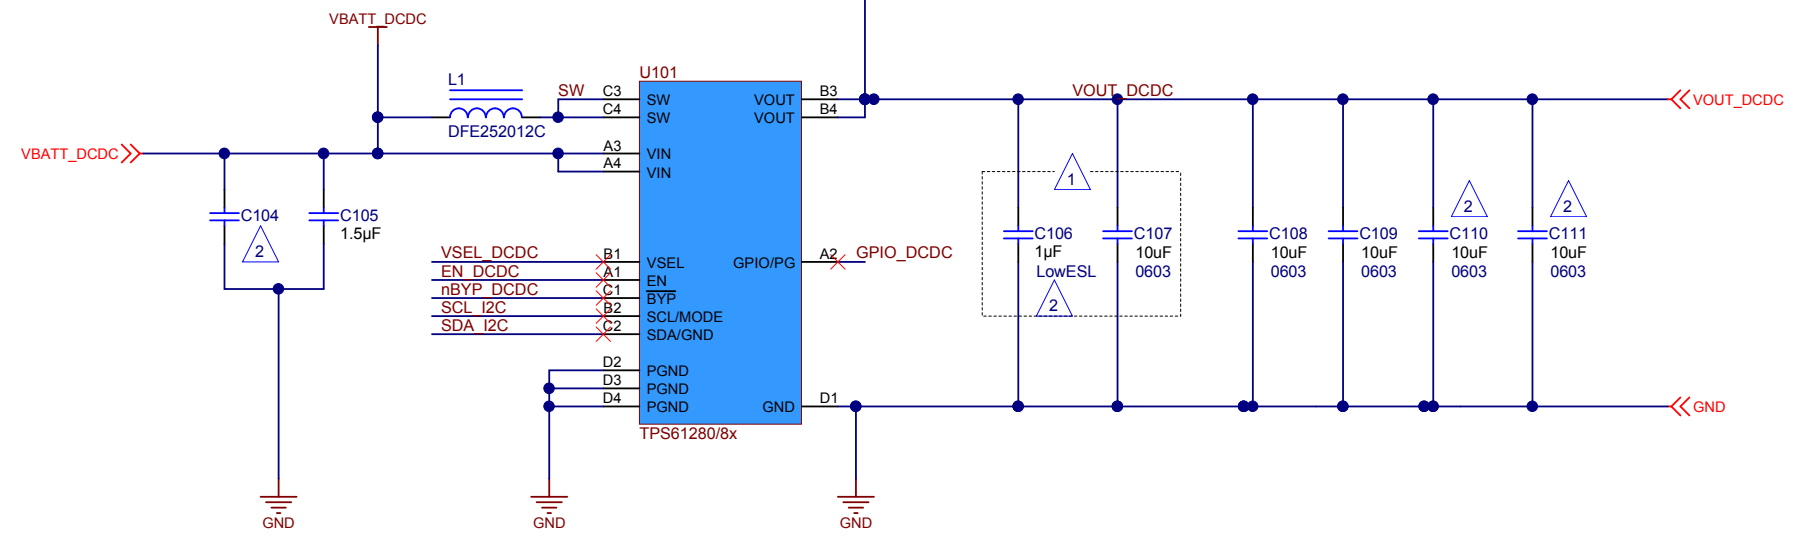 VBATT_DCDC
L1
DFE252012C
SW
U101
C3
SW
C4
SW
A3
VIN
A4
VIN
VBATT_DCDC
C104
2
C105
1.5µF
VSEL_DCDC
B1
VSEL
EN_DCDC
A1
EN
nBYP_DCDC
C1
BYP
SCL_I2C
B2
SCL/MODE
SDA_I2C
C2
SDA/GND
D2
PGND
D3
PGND
D4
PGND
TPS61280/8x
VOUT
B3
VOUT
B4
GPIO/PG
A2
GPIO_DCDC
GND
D1
VOUT_DCDC
VOUT_DCDC
1
C106
1µF
LowESL
2
C107
10uF
0603
C108
10uF
0603
C109
10uF
0603
2
C110
10uF
0603
2
C111
10uF
0603
GND
GND
GND
GND